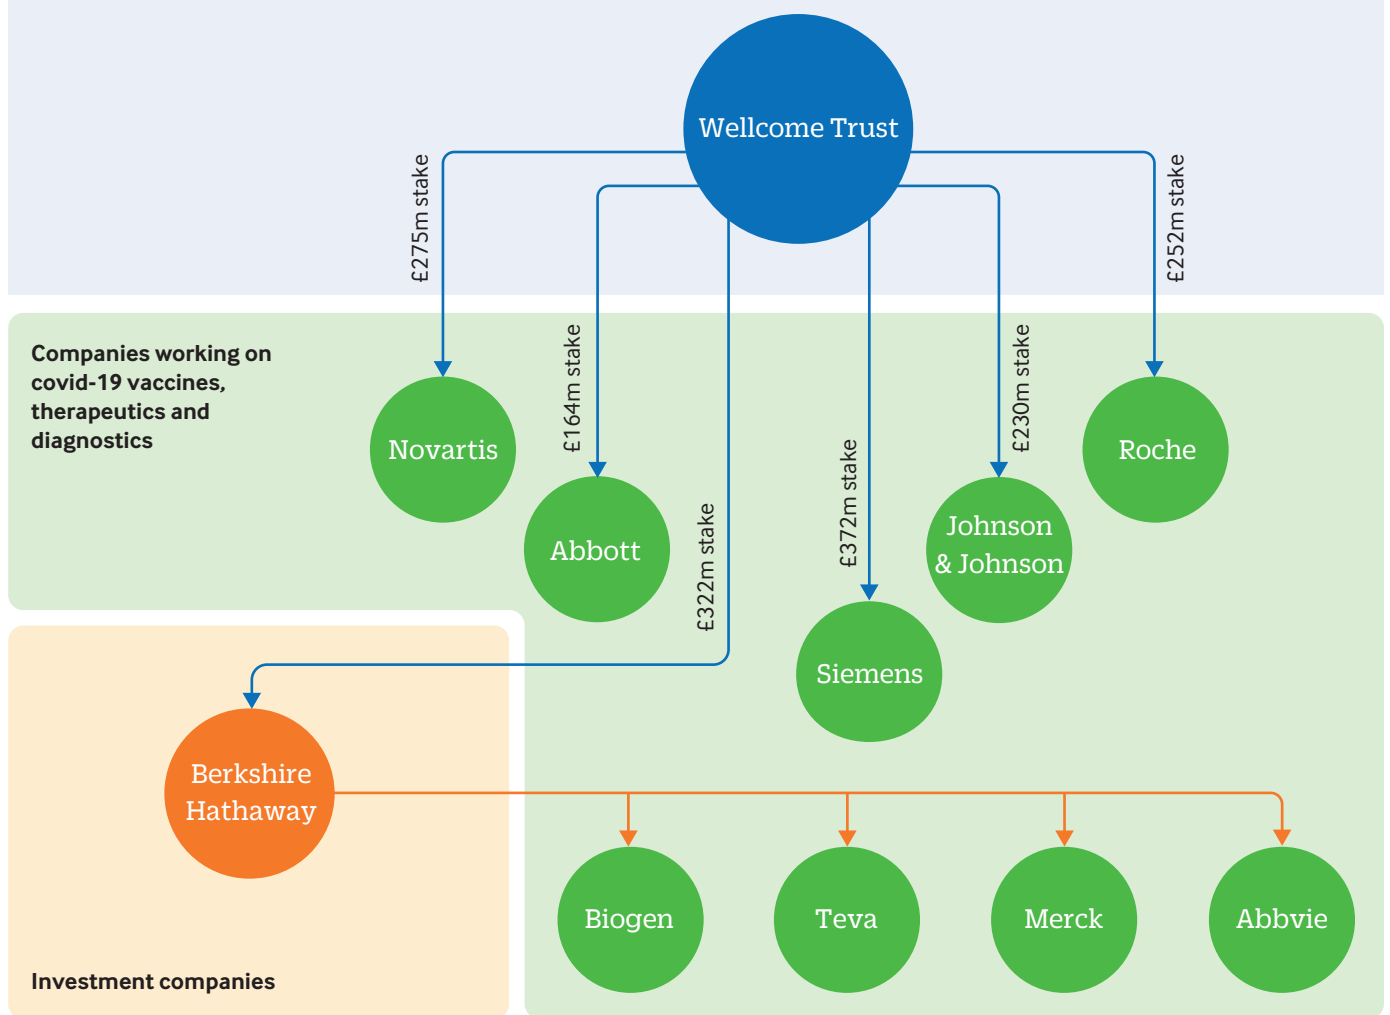 Wellcome Trust
£275m stake
£252m stake
Companies working on
covid-19 vaccines,
therapeutics and
diagnostics
£164m stake
£230m stake
Novartis
Roche
£372m stake
Abbott
Johnson
& Johnson
£322m stake
Siemens
Berkshire
Hathaway
Biogen
Teva
Merck
Abbvie
Investment companies